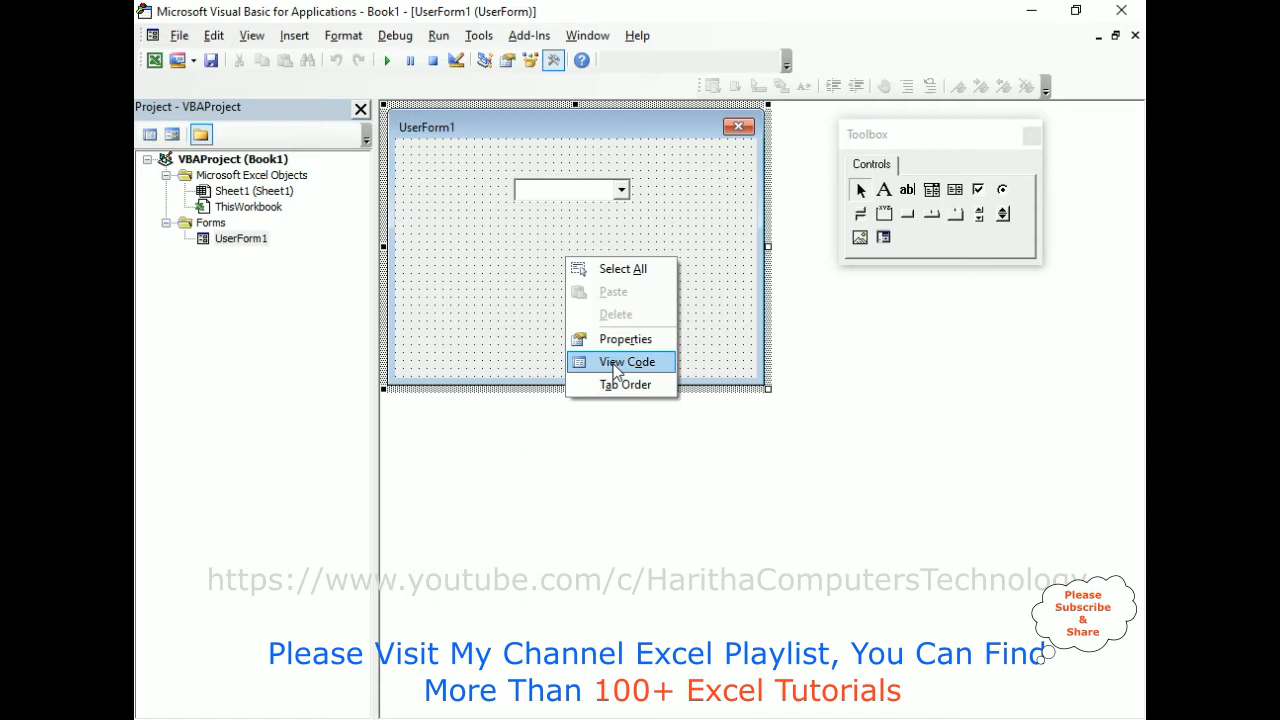 Microsoft Visual Basic for Applications - Book1 - [UserForm1 (UserForm)]
File Edit View Insert Format Debug Run Tools Add-Ins Window Help
Project - VBAProject
VBAProject (Book1)
Microsoft Excel Objects
Sheet1 (Sheet1)
ThisWorkbook
Forms
UserForm1
UserForm1
Select All
Paste
Delete
Properties
View Code
Tab Order
Toolbox
Controls
A abl
XYZ
https://www.youtube.com/c/HarithaComputersTechnology
Please
Subscribe
&
Share
Please Visit My Channel Excel Playlist, You Can Find
More Than 100+ Excel Tutorials